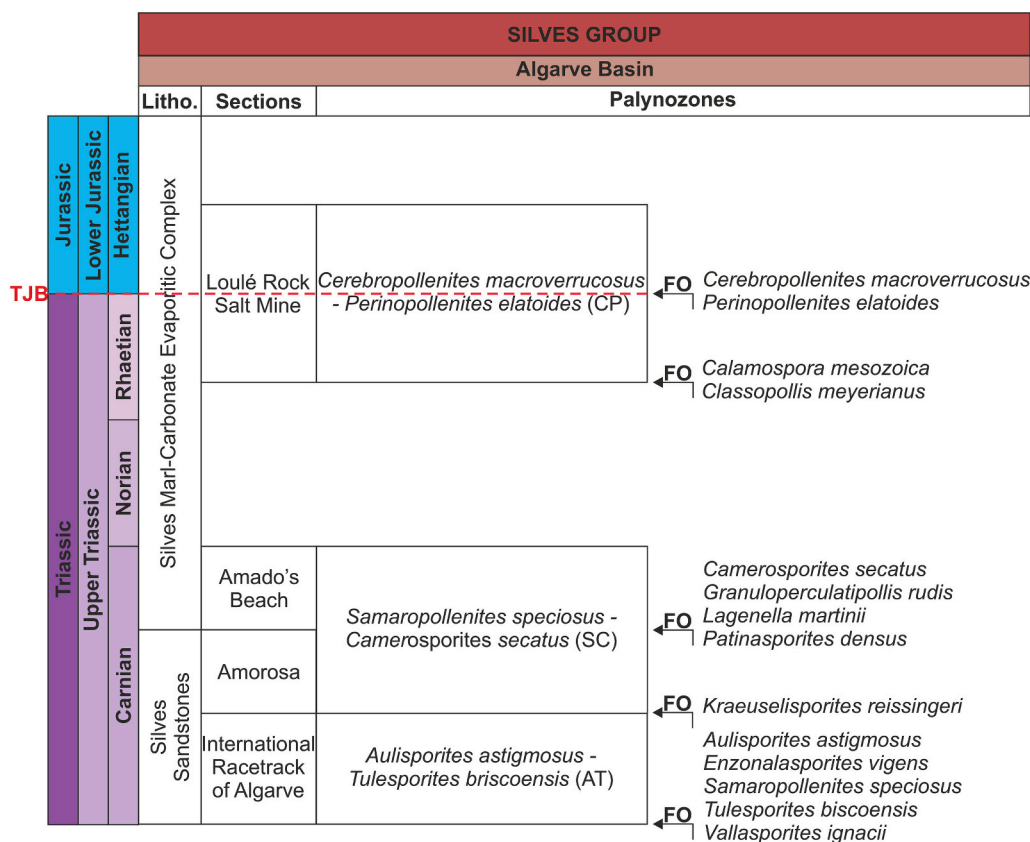 SILVES GROUP
Algarve Basin
Litho.
Sections
Palynozones
Jurassic
Lower Jurassic
Hettangian
TJB
Triassic
Upper Triassic
Rhaetian
Norian
Carnian
Silves Marl-Carbonate Evaporitic Complex
Silves
Sandstones
Loulé Rock
Salt Mine
Cerebropollenites macroverrucosus
- Perinopollenites elatoides (CP)
FO
Cerebropollenites macroverrucosus
Perinopollenites elatoides
FO
Calamospora mesozoica
Classopollis meyerianus
Amado's
Beach
Samaropollenites speciosus -
Camerosporites secatus (SC)
FO
Camerosporites secatus
Granuloperculatipollis rudis
Lagenella martinii
Patinasporites densus
Amorosa
FO
Kraeuselisporites reissingeri
International
Racetrack
of Algarve
Aulisporites astigmosus -
Tulesporites briscoensis (AT)
FO
Aulisporites astigmosus
Enzonalasporites vigens
Samaropollenites speciosus
Tulesporites biscoensis
Vallasporites ignacii